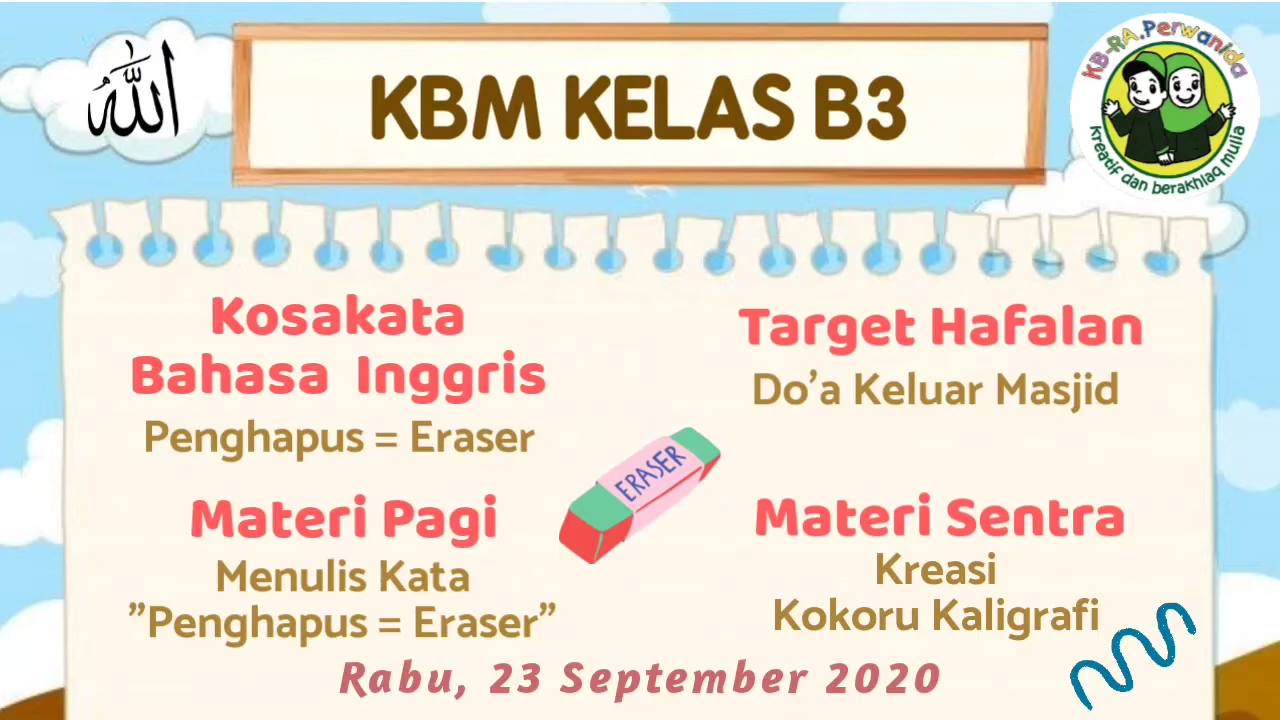 الله
KBM KELAS B3
KB-RA.Perwanida
kreatif dan berakhlaq mulia
Kosakata
Bahasa Inggris
Penghapus = Eraser
Target Hafalan
Do'a Keluar Masjid
ERASER
Materi Pagi
Menulis Kata
"Penghapus = Eraser"
Materi Sentra
Kreasi
Kokoru Kaligrafi
Rabu, 23 September 2020